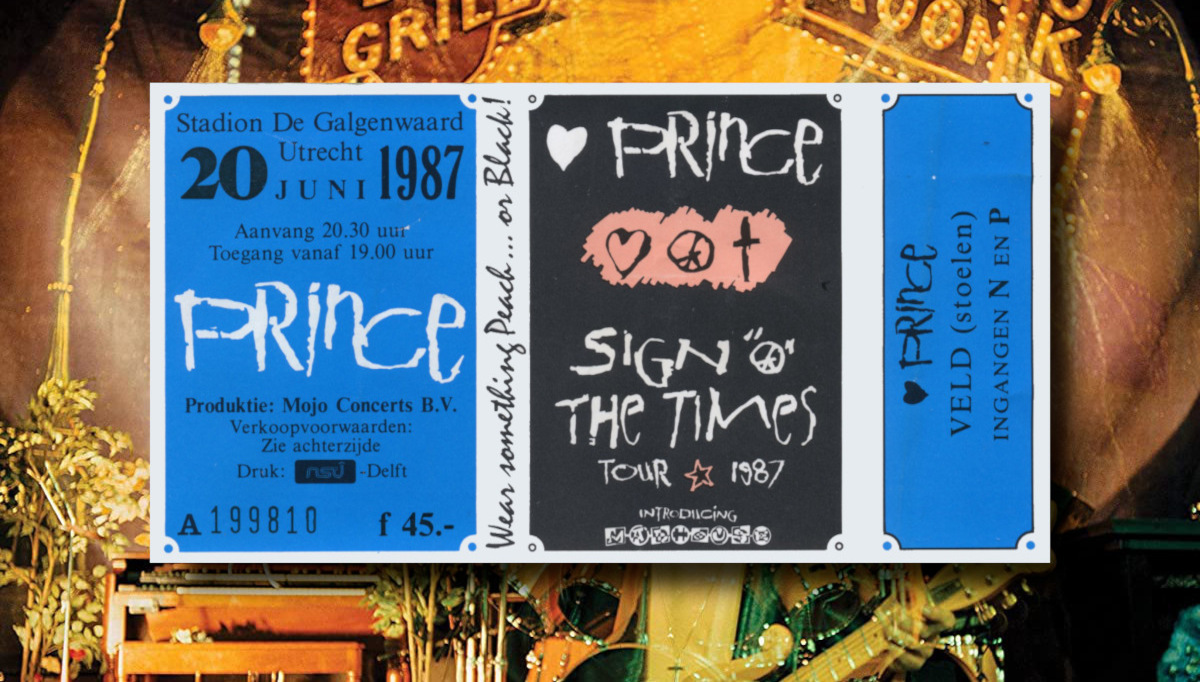 GRILL
Stadion De Galgenwaard
Utrecht
20 JUNI 1987
Aanvang 20.30 uur
Toegang vanaf 19.00 uur
PRINCE
Produktie: Mojo Concerts B.V.
Verkoopvoorwaarden:
Zie achterzijde
Druk: nsv -Delft
A 199810 f 45.-
Wear something Peach... or Black!
♥ PRINCE
SIGN "O"
THE TIMES
TOUR ☆ 1987
INTRODUCING
MADHOUSE
♥ PRINCE
VELD (stoelen)
INGANGEN N EN P